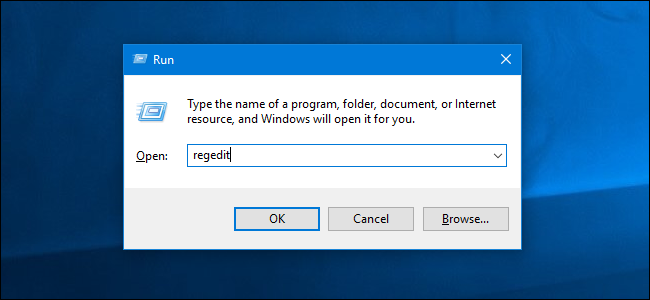 Run
Type the name of a program, folder, document, or Internet
resource, and Windows will open it for you.
Open: regedit
OK Cancel Browse...